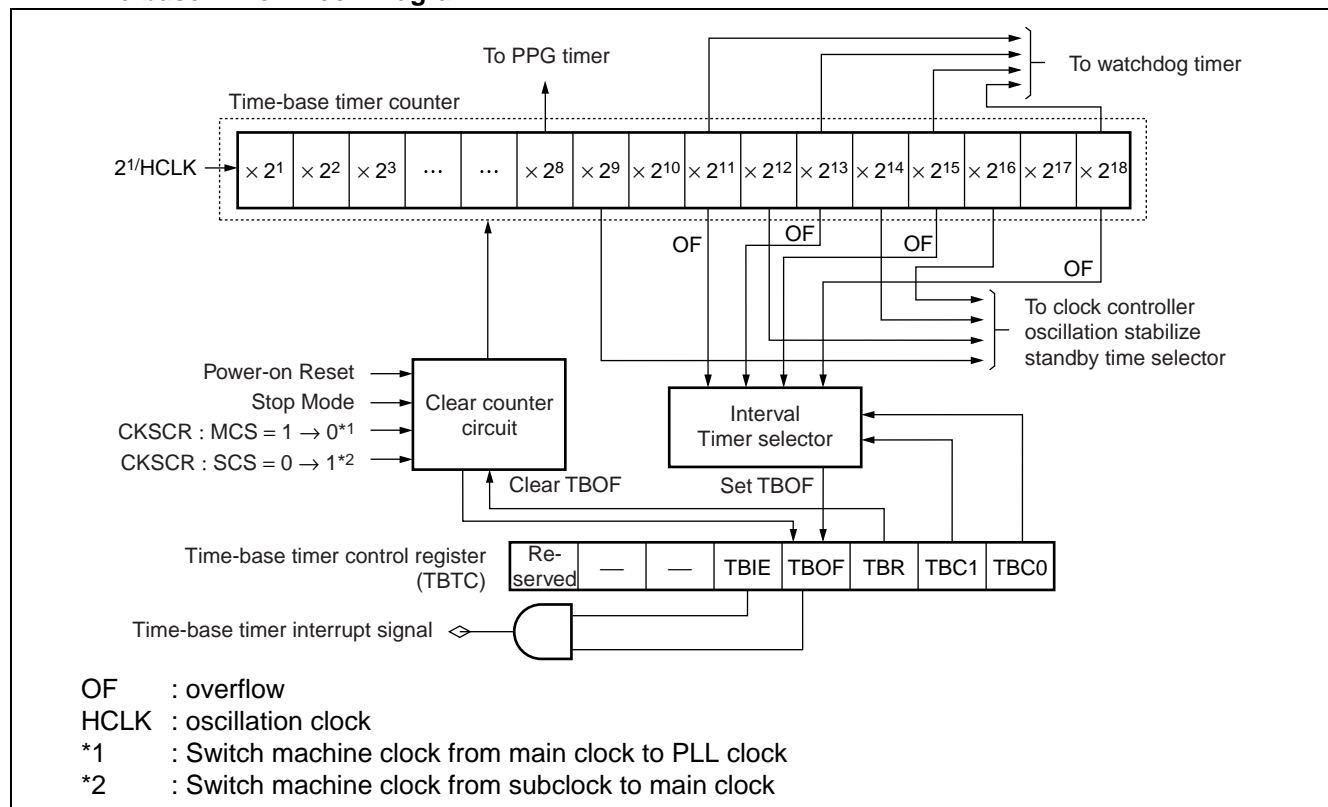 To PPG timer
To watchdog timer
Time-base timer counter
2¹/HCLK
× 2¹ × 2² × 2³ ... ... × 2⁸ × 2⁹ × 2¹⁰ × 2¹¹ × 2¹² × 2¹³ × 2¹⁴ × 2¹⁵ × 2¹⁶ × 2¹⁷ × 2¹⁸
OF OF OF OF
To clock controller
oscillation stabilize
standby time selector
Power-on Reset
Stop Mode
CKSCR : MCS = 1 → 0*1
CKSCR : SCS = 0 → 1*2
Clear counter
circuit
Interval
Timer selector
Clear TBOF
Set TBOF
Time-base timer control register
(TBTC)
Re-
served
— — TBIE TBOF TBR TBC1 TBC0
Time-base timer interrupt signal
OF : overflow
HCLK : oscillation clock
*1 : Switch machine clock from main clock to PLL clock
*2 : Switch machine clock from subclock to main clock